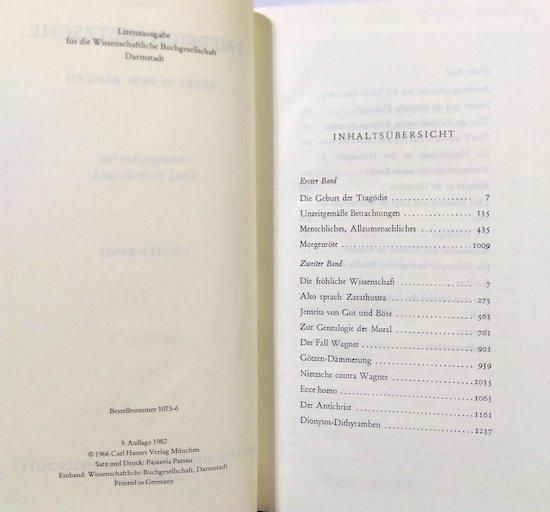 Lizenzausgabe
für die Wissenschaftliche Buchgesellschaft
Darmstadt
Bestellnummer 1073-6
9. Auflage 1982
© 1966 Carl Hanser Verlag München
Satz und Druck: Passavia Passau
Einband: Wissenschaftliche Buchgesellschaft, Darmstadt
Printed in Germany
INHALTSÜBERSICHT
Erster Band
Die Geburt der Tragödie 7
Unzeitgemäße Betrachtungen 135
Menschliches, Allzumenschliches 435
Morgenröte 1009
Zweiter Band
Die fröhliche Wissenschaft 7
Also sprach Zarathustra 275
Jenseits von Gut und Böse 563
Zur Genealogie der Moral 761
Der Fall Wagner 901
Götzen-Dämmerung 939
Nietzsche contra Wagner 1035
Ecce homo 1063
Der Antichrist 1161
Dionysos-Dithyramben 1237